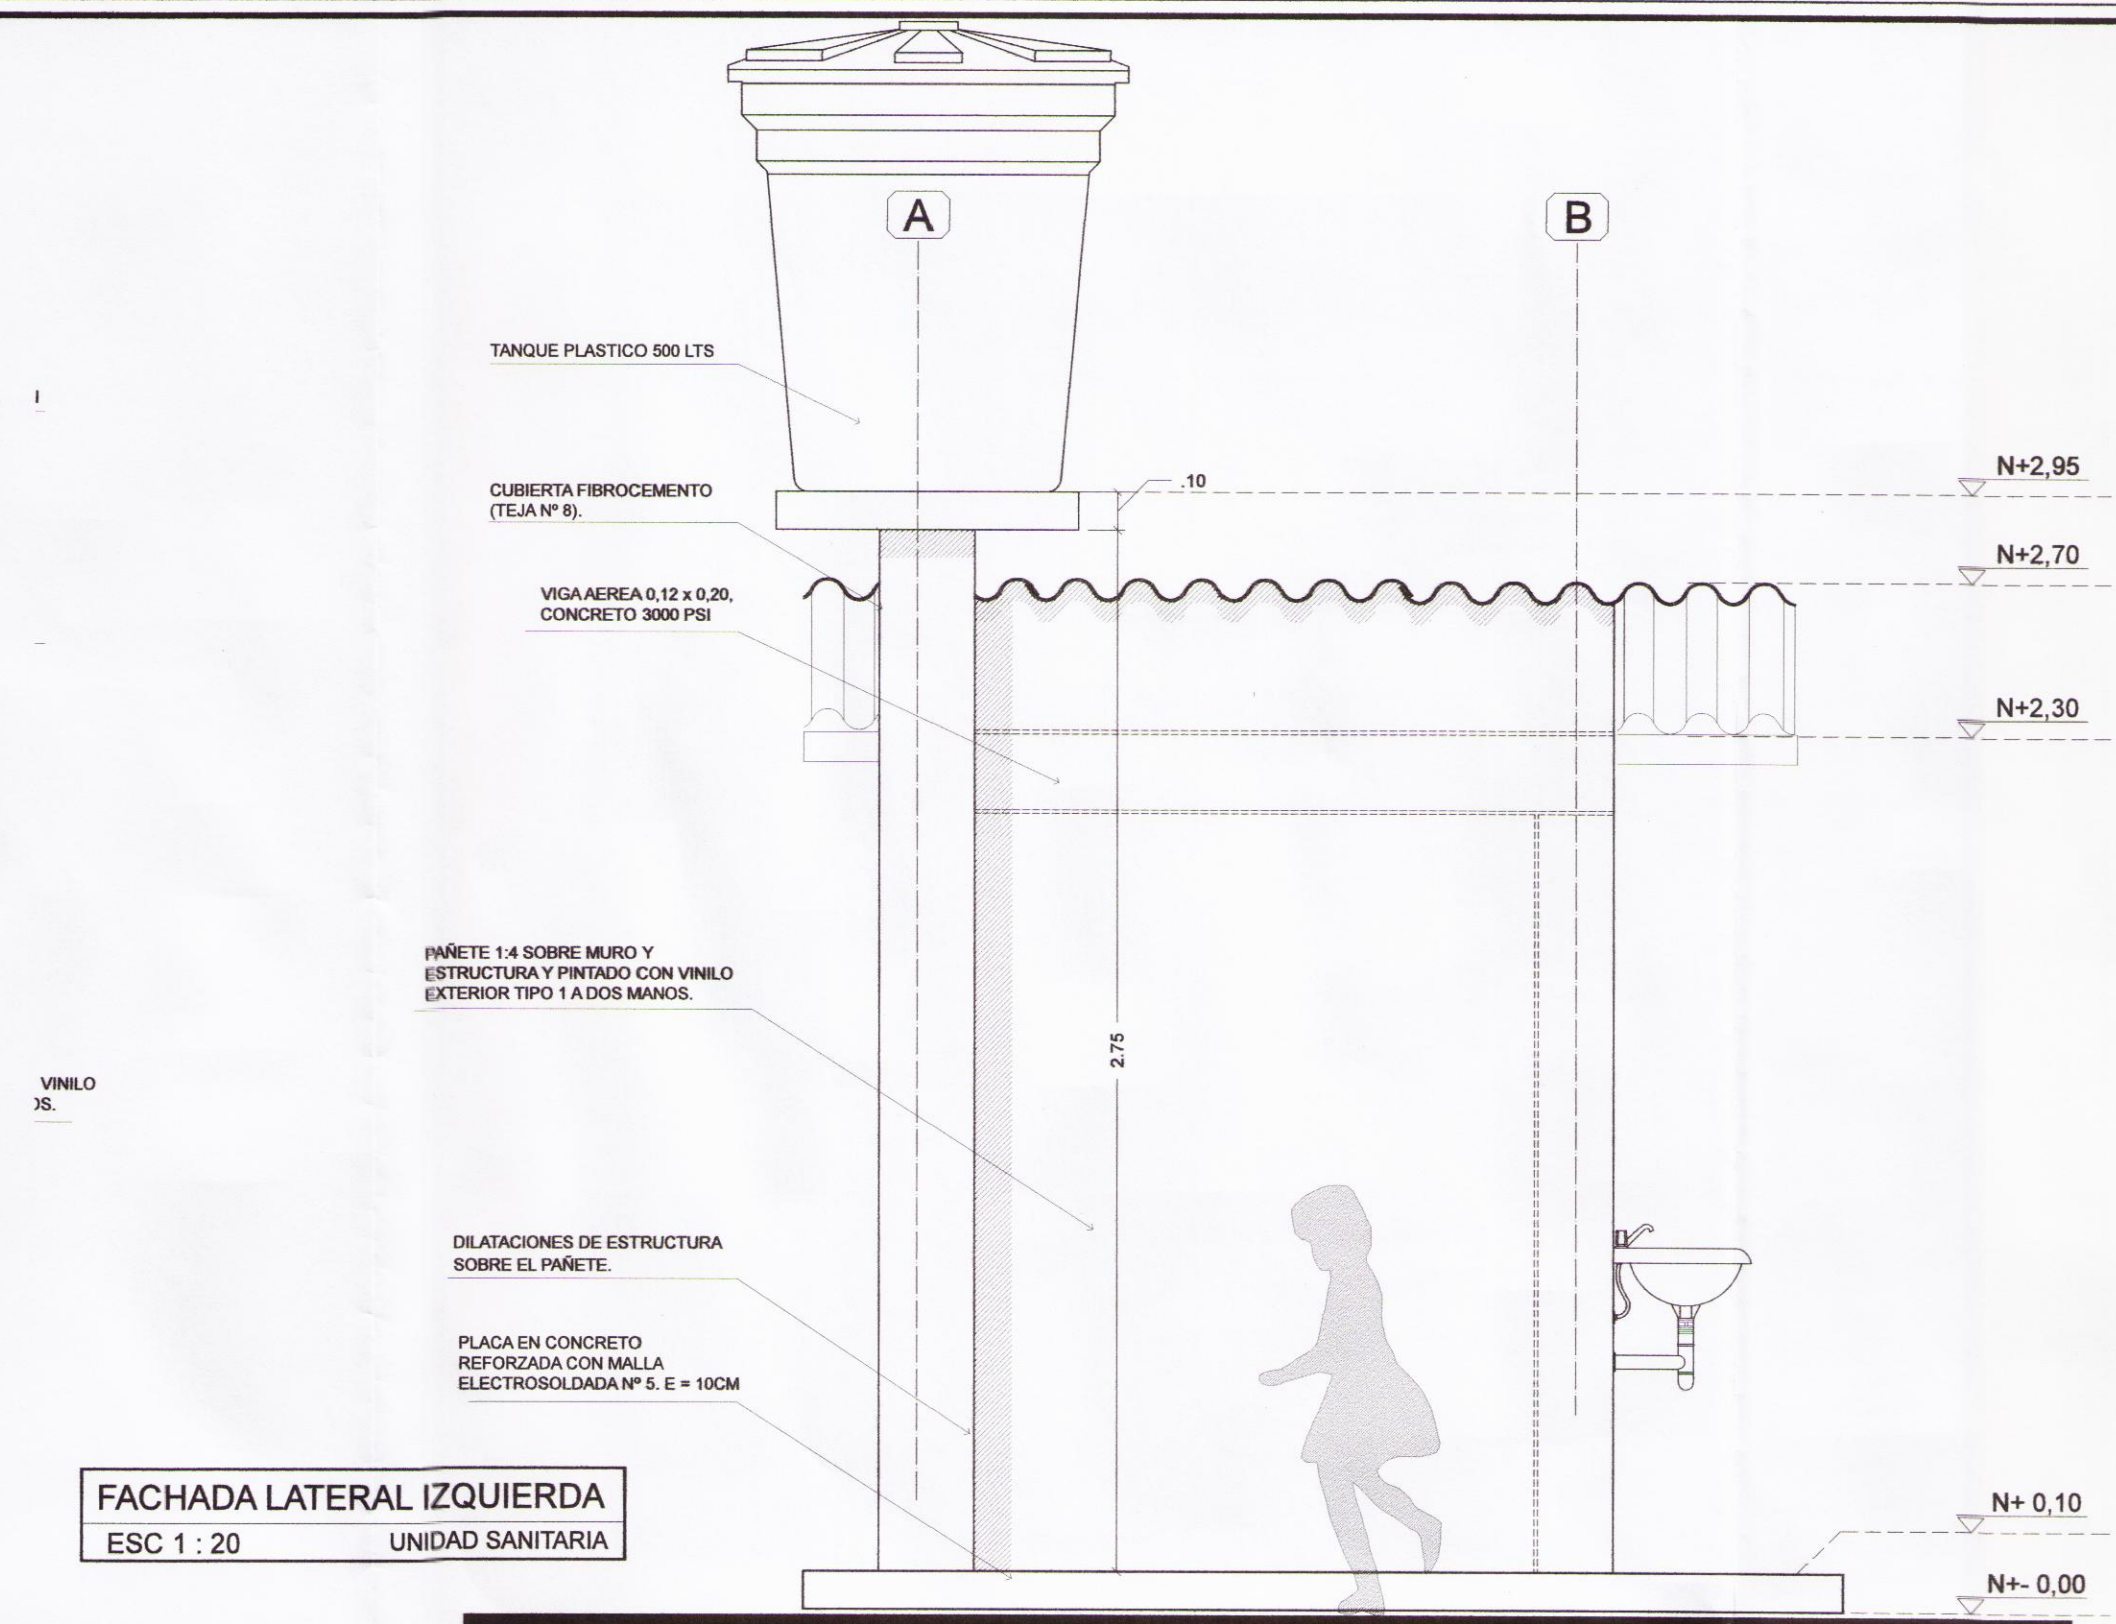 A
B
TANQUE PLASTICO 500 LTS
CUBIERTA FIBROCEMENTO
(TEJA Nº 8).
.10
N+2,95
N+2,70
VIGA AEREA 0,12 x 0,20,
CONCRETO 3000 PSI
N+2,30
PAÑETE 1:4 SOBRE MURO Y
ESTRUCTURA Y PINTADO CON VINILO
EXTERIOR TIPO 1 A DOS MANOS.
2.75
VINILO
OS.
DILATACIONES DE ESTRUCTURA
SOBRE EL PAÑETE.
PLACA EN CONCRETO
REFORZADA CON MALLA
ELECTROSOLDADA Nº 5. E = 10CM
FACHADA LATERAL IZQUIERDA
ESC 1 : 20 UNIDAD SANITARIA
N+ 0,10
N+- 0,00